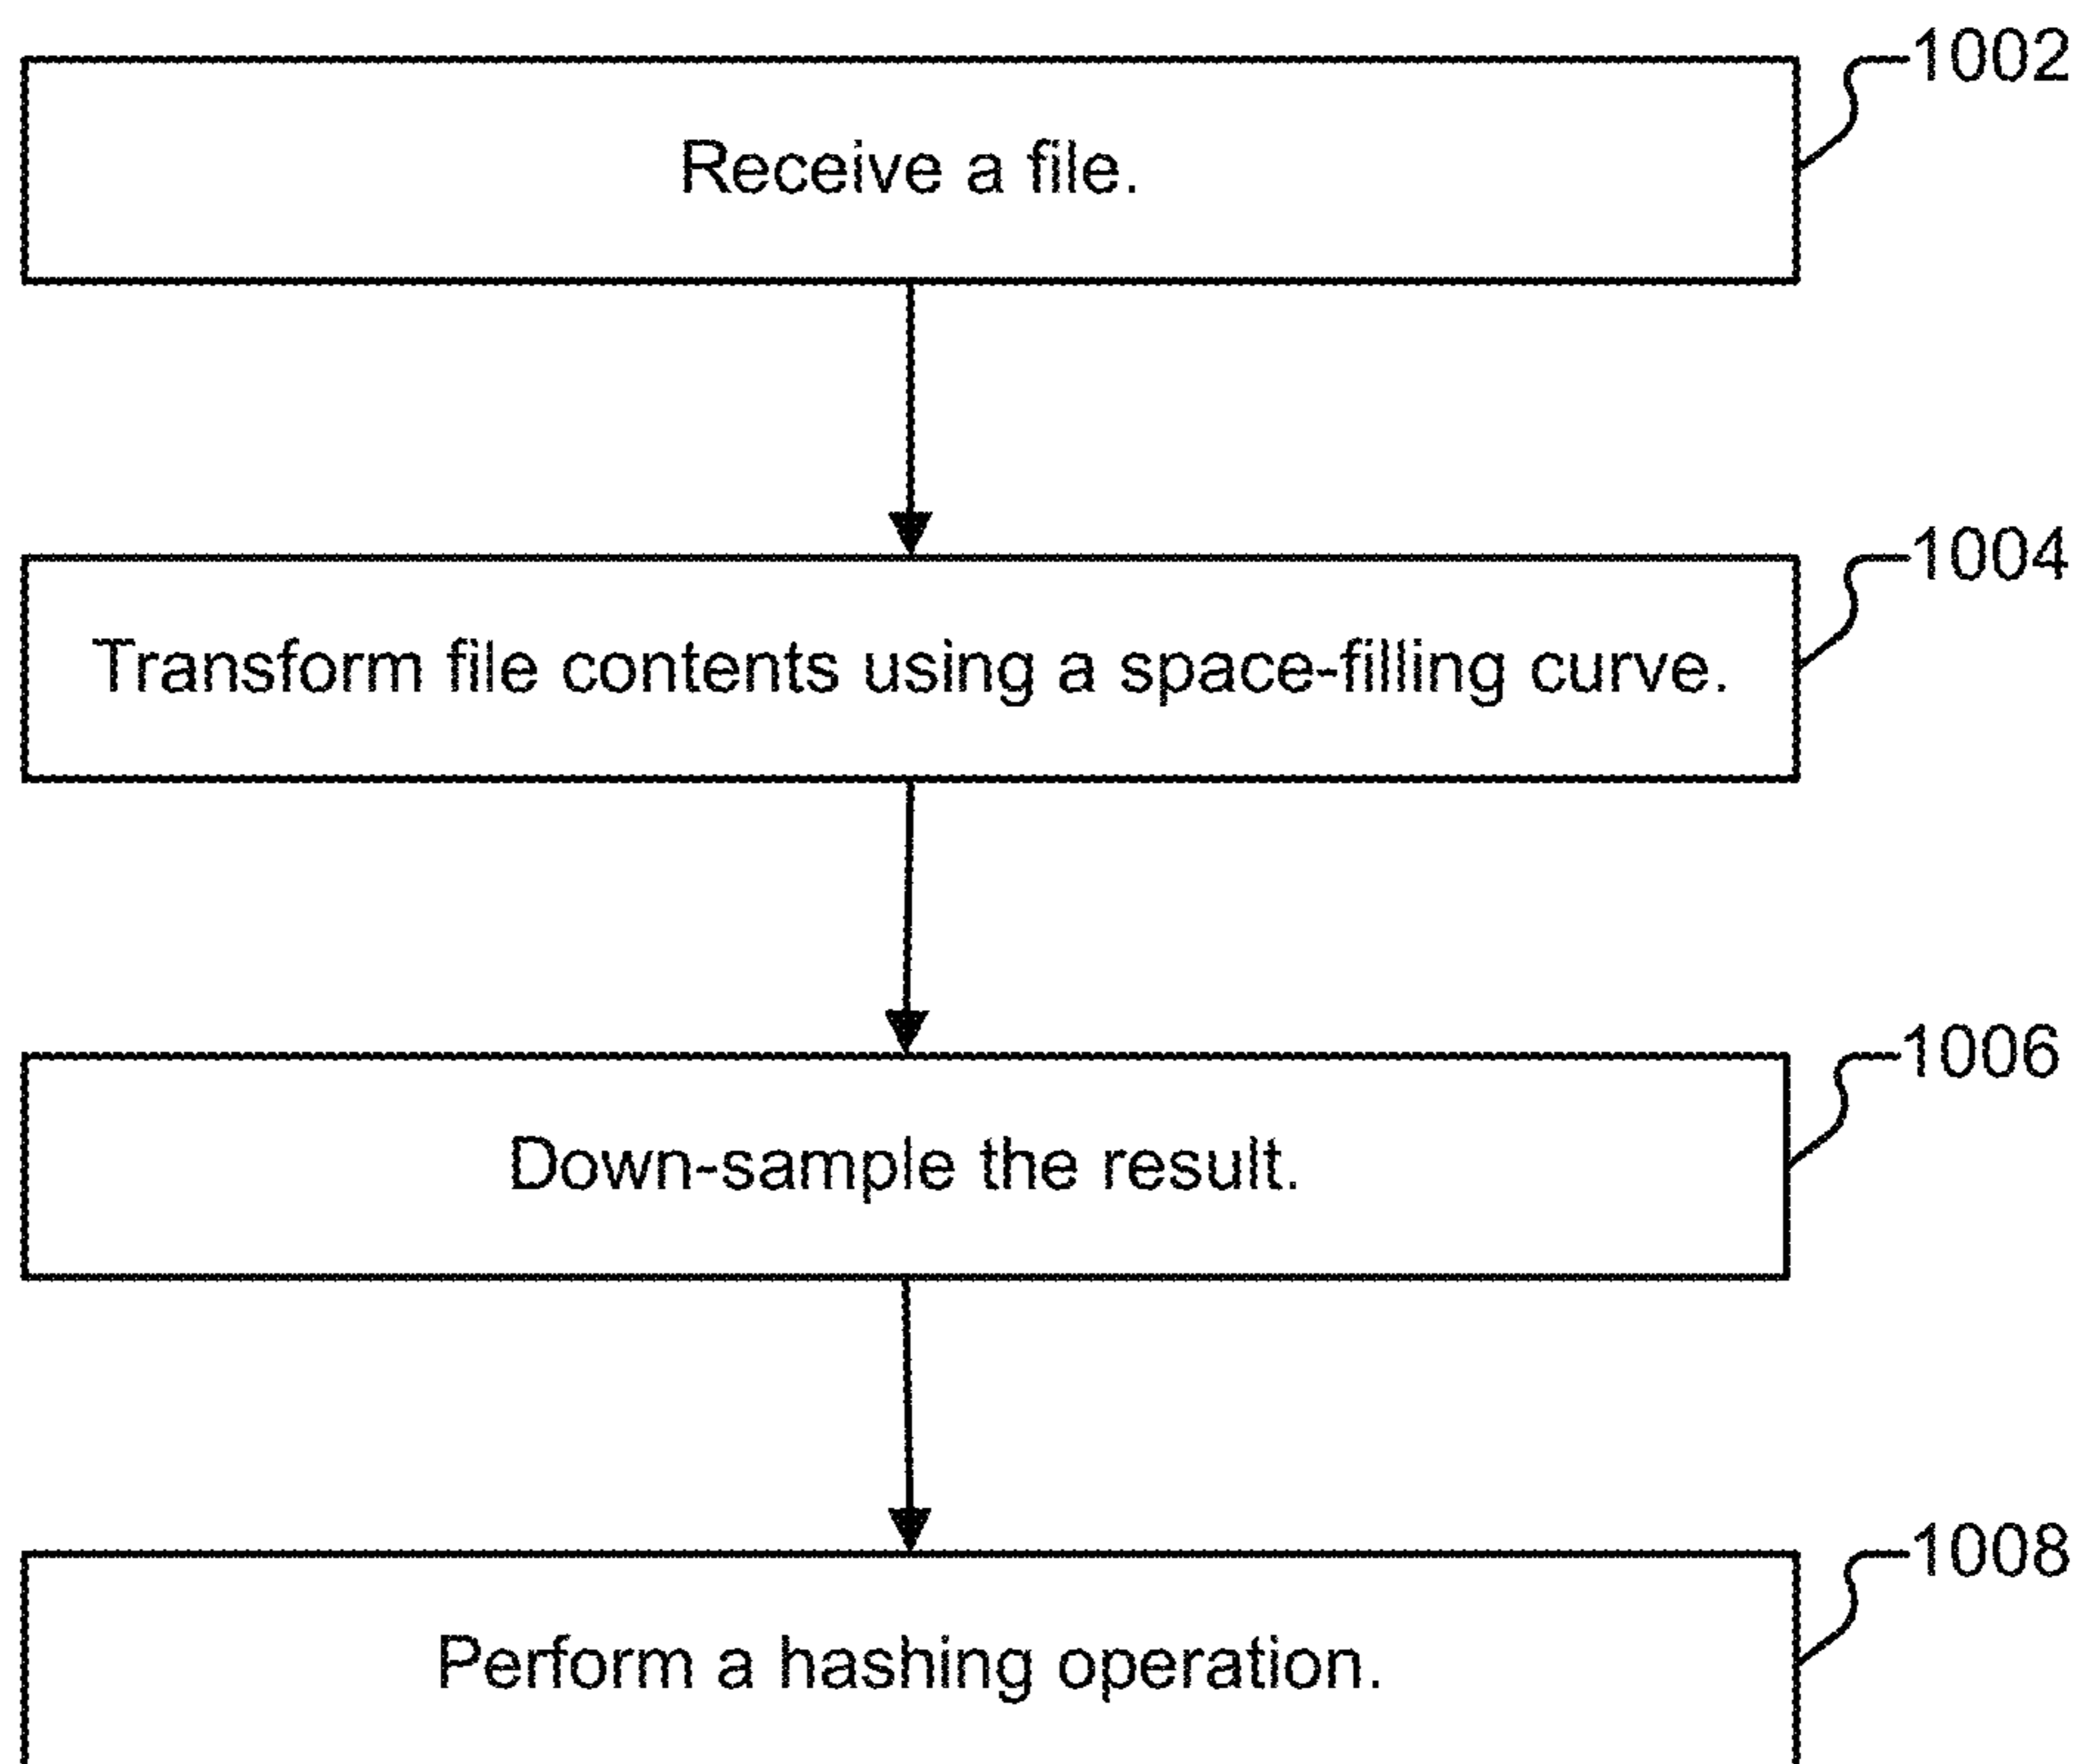 1002
Receive a file.
1004
Transform file contents using a space-filling curve.
1006
Down-sample the result.
1008
Perform a hashing operation.